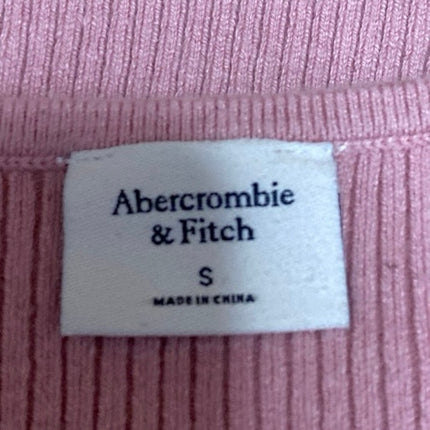 Abercrombie
& Fitch
S
MADE IN CHINA